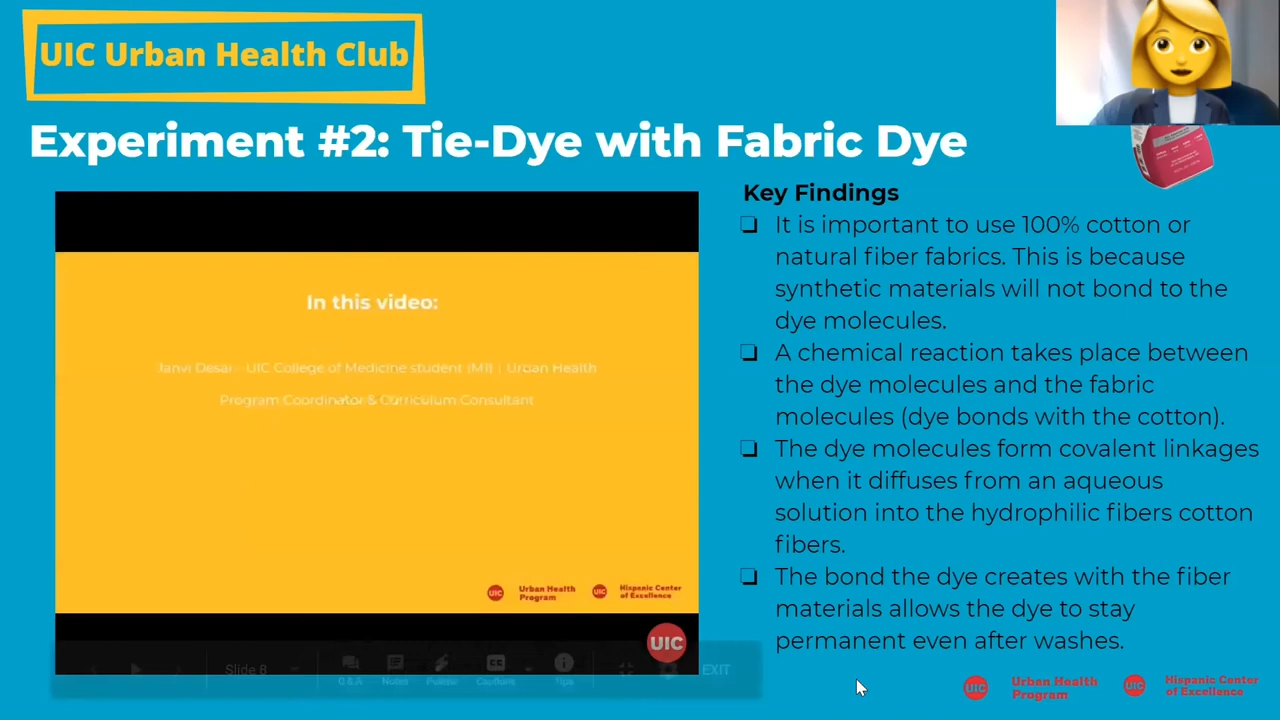 UIC Urban Health Club
Experiment #2: Tie-Dye with Fabric Dye
In this video:
Janvi Desai - UIC College of Medicine student (M1) | Urban Health
Program Coordinator & Curriculum Consultant
UIC
Urban Health
Program
UIC
Hispanic Center
of Excellence
UIC
Slide 8
Q&A
Notes
Pointer
Captions
Tips
EXIT
Key Findings
❏ It is important to use 100% cotton or
natural fiber fabrics. This is because
synthetic materials will not bond to the
dye molecules.
❏ A chemical reaction takes place between
the dye molecules and the fabric
molecules (dye bonds with the cotton).
❏ The dye molecules form covalent linkages
when it diffuses from an aqueous
solution into the hydrophilic fibers cotton
fibers.
❏ The bond the dye creates with the fiber
materials allows the dye to stay
permanent even after washes.
UIC
Urban Health
Program
UIC
Hispanic Center
of Excellence